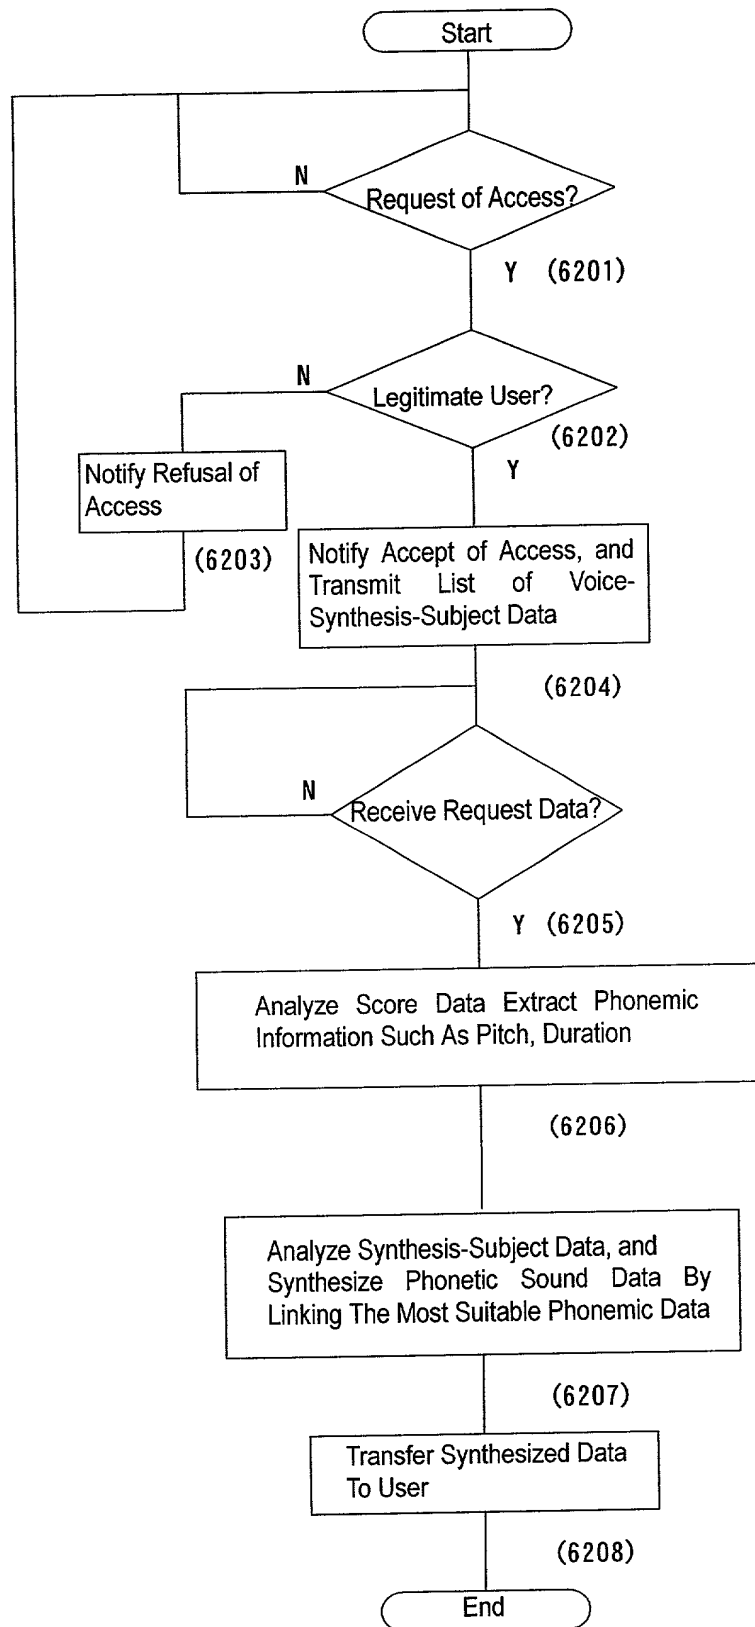 Start
N
Request of Access?
Y (6201)
N
Legitimate User?
(6202)
Y
Notify Refusal of
Access
(6203)
Notify Accept of Access, and
Transmit List of Voice-
Synthesis-Subject Data
(6204)
N
Receive Request Data?
Y (6205)
Analyze Score Data Extract Phonemic
Information Such As Pitch, Duration
(6206)
Analyze Synthesis-Subject Data, and
Synthesize Phonetic Sound Data By
Linking The Most Suitable Phonemic Data
(6207)
Transfer Synthesized Data
To User
(6208)
End